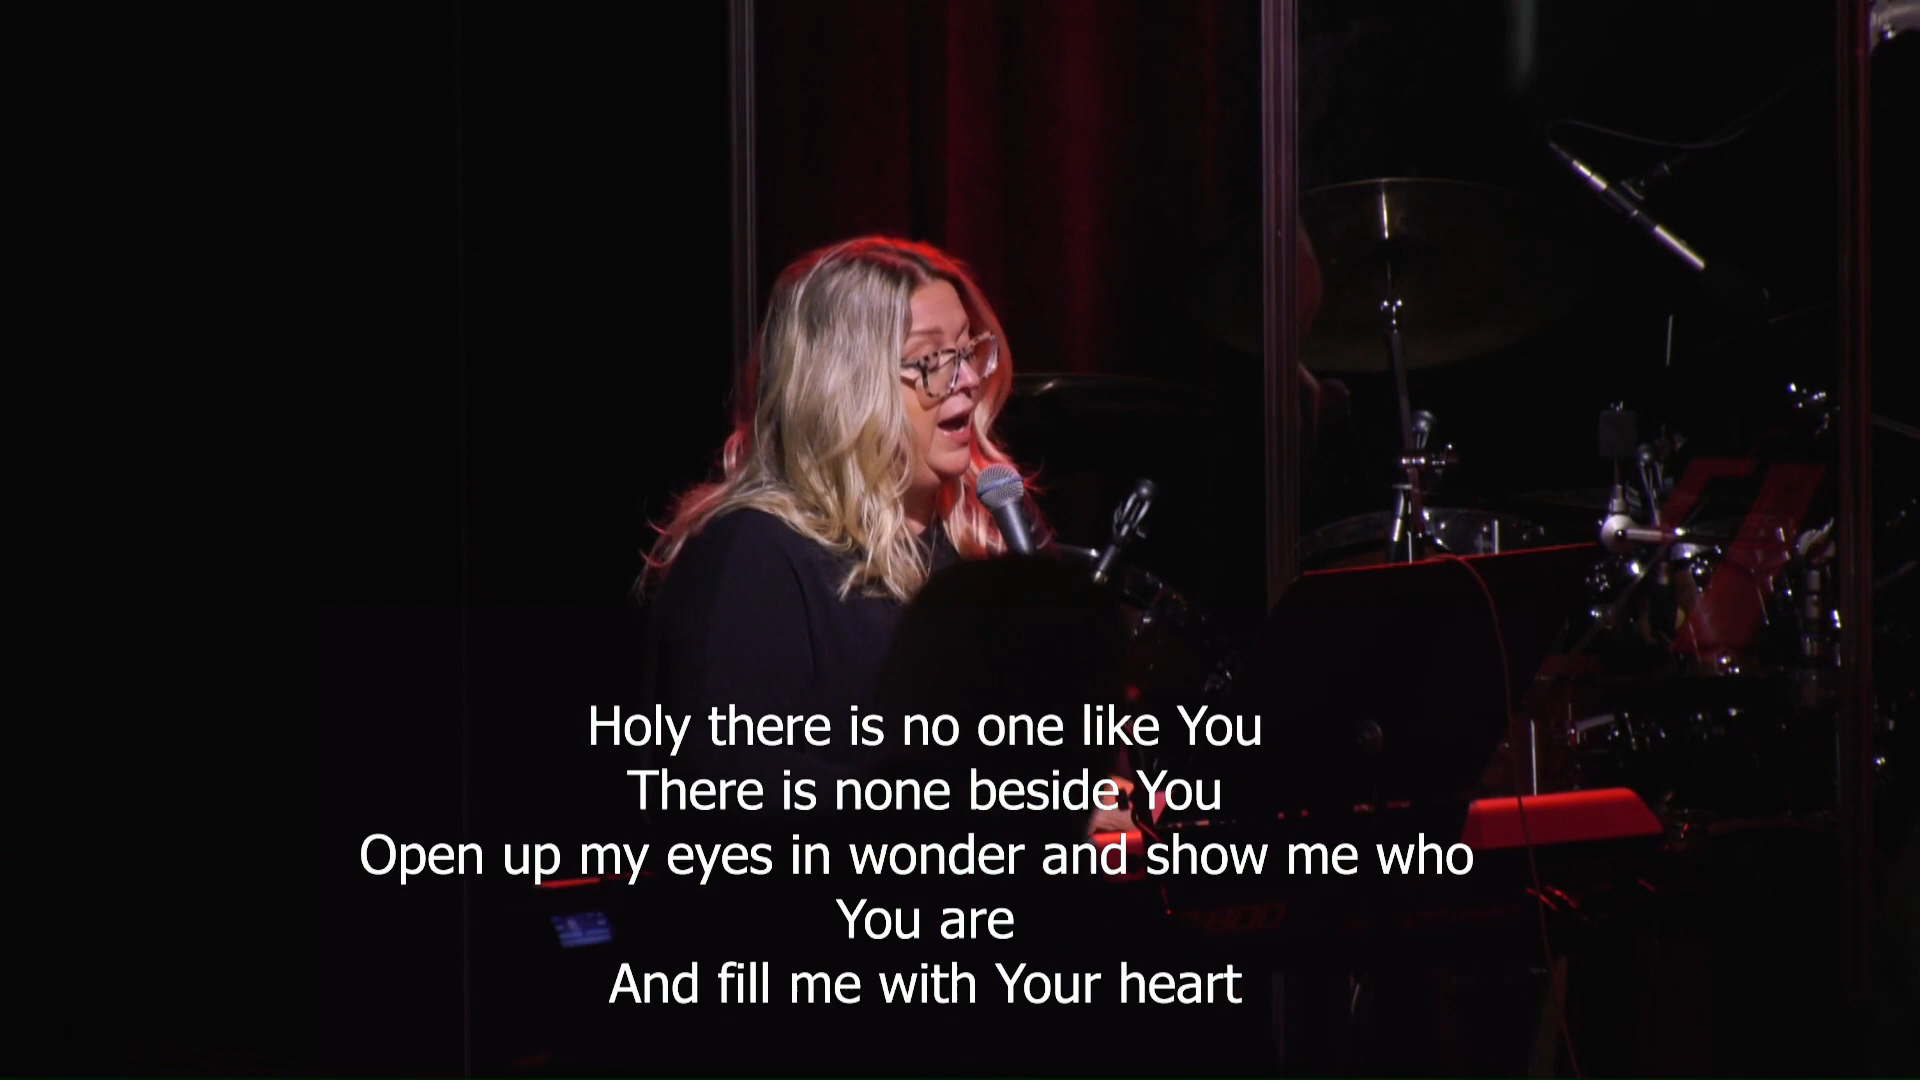 Holy there is no one like You
There is none beside You
Open up my eyes in wonder and show me who
You are
And fill me with Your heart